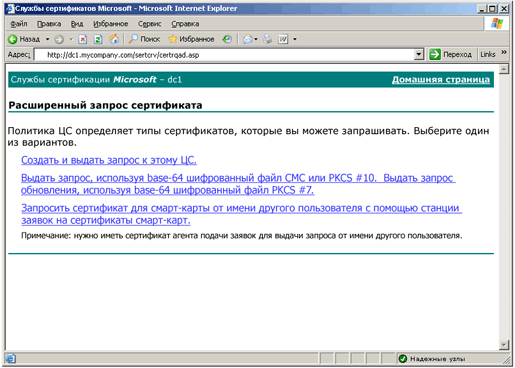 Службы сертификатов Microsoft - Microsoft Internet Explorer
Файл Правка Вид Избранное Сервис Справка
Назад Поиск Избранное
Адрес: http://dc1.mycompany.com/sertcrv/certrqad.asp Переход Links »
Службы сертификации Microsoft – dc1 Домашняя страница
Расширенный запрос сертификата
Политика ЦС определяет типы сертификатов, которые вы можете запрашивать. Выберите один
из вариантов.
Создать и выдать запрос к этому ЦС.
Выдать запрос, используя base-64 шифрованный файл CMC или PKCS #10. Выдать запрос
обновления, используя base-64 шифрованный файл PKCS #7.
Запросить сертификат для смарт-карты от имени другого пользователя с помощью станции
заявок на сертификаты смарт-карт.
Примечание: нужно иметь сертификат агента подачи заявок для выдачи запроса от имени другого пользователя.
Надежные узлы